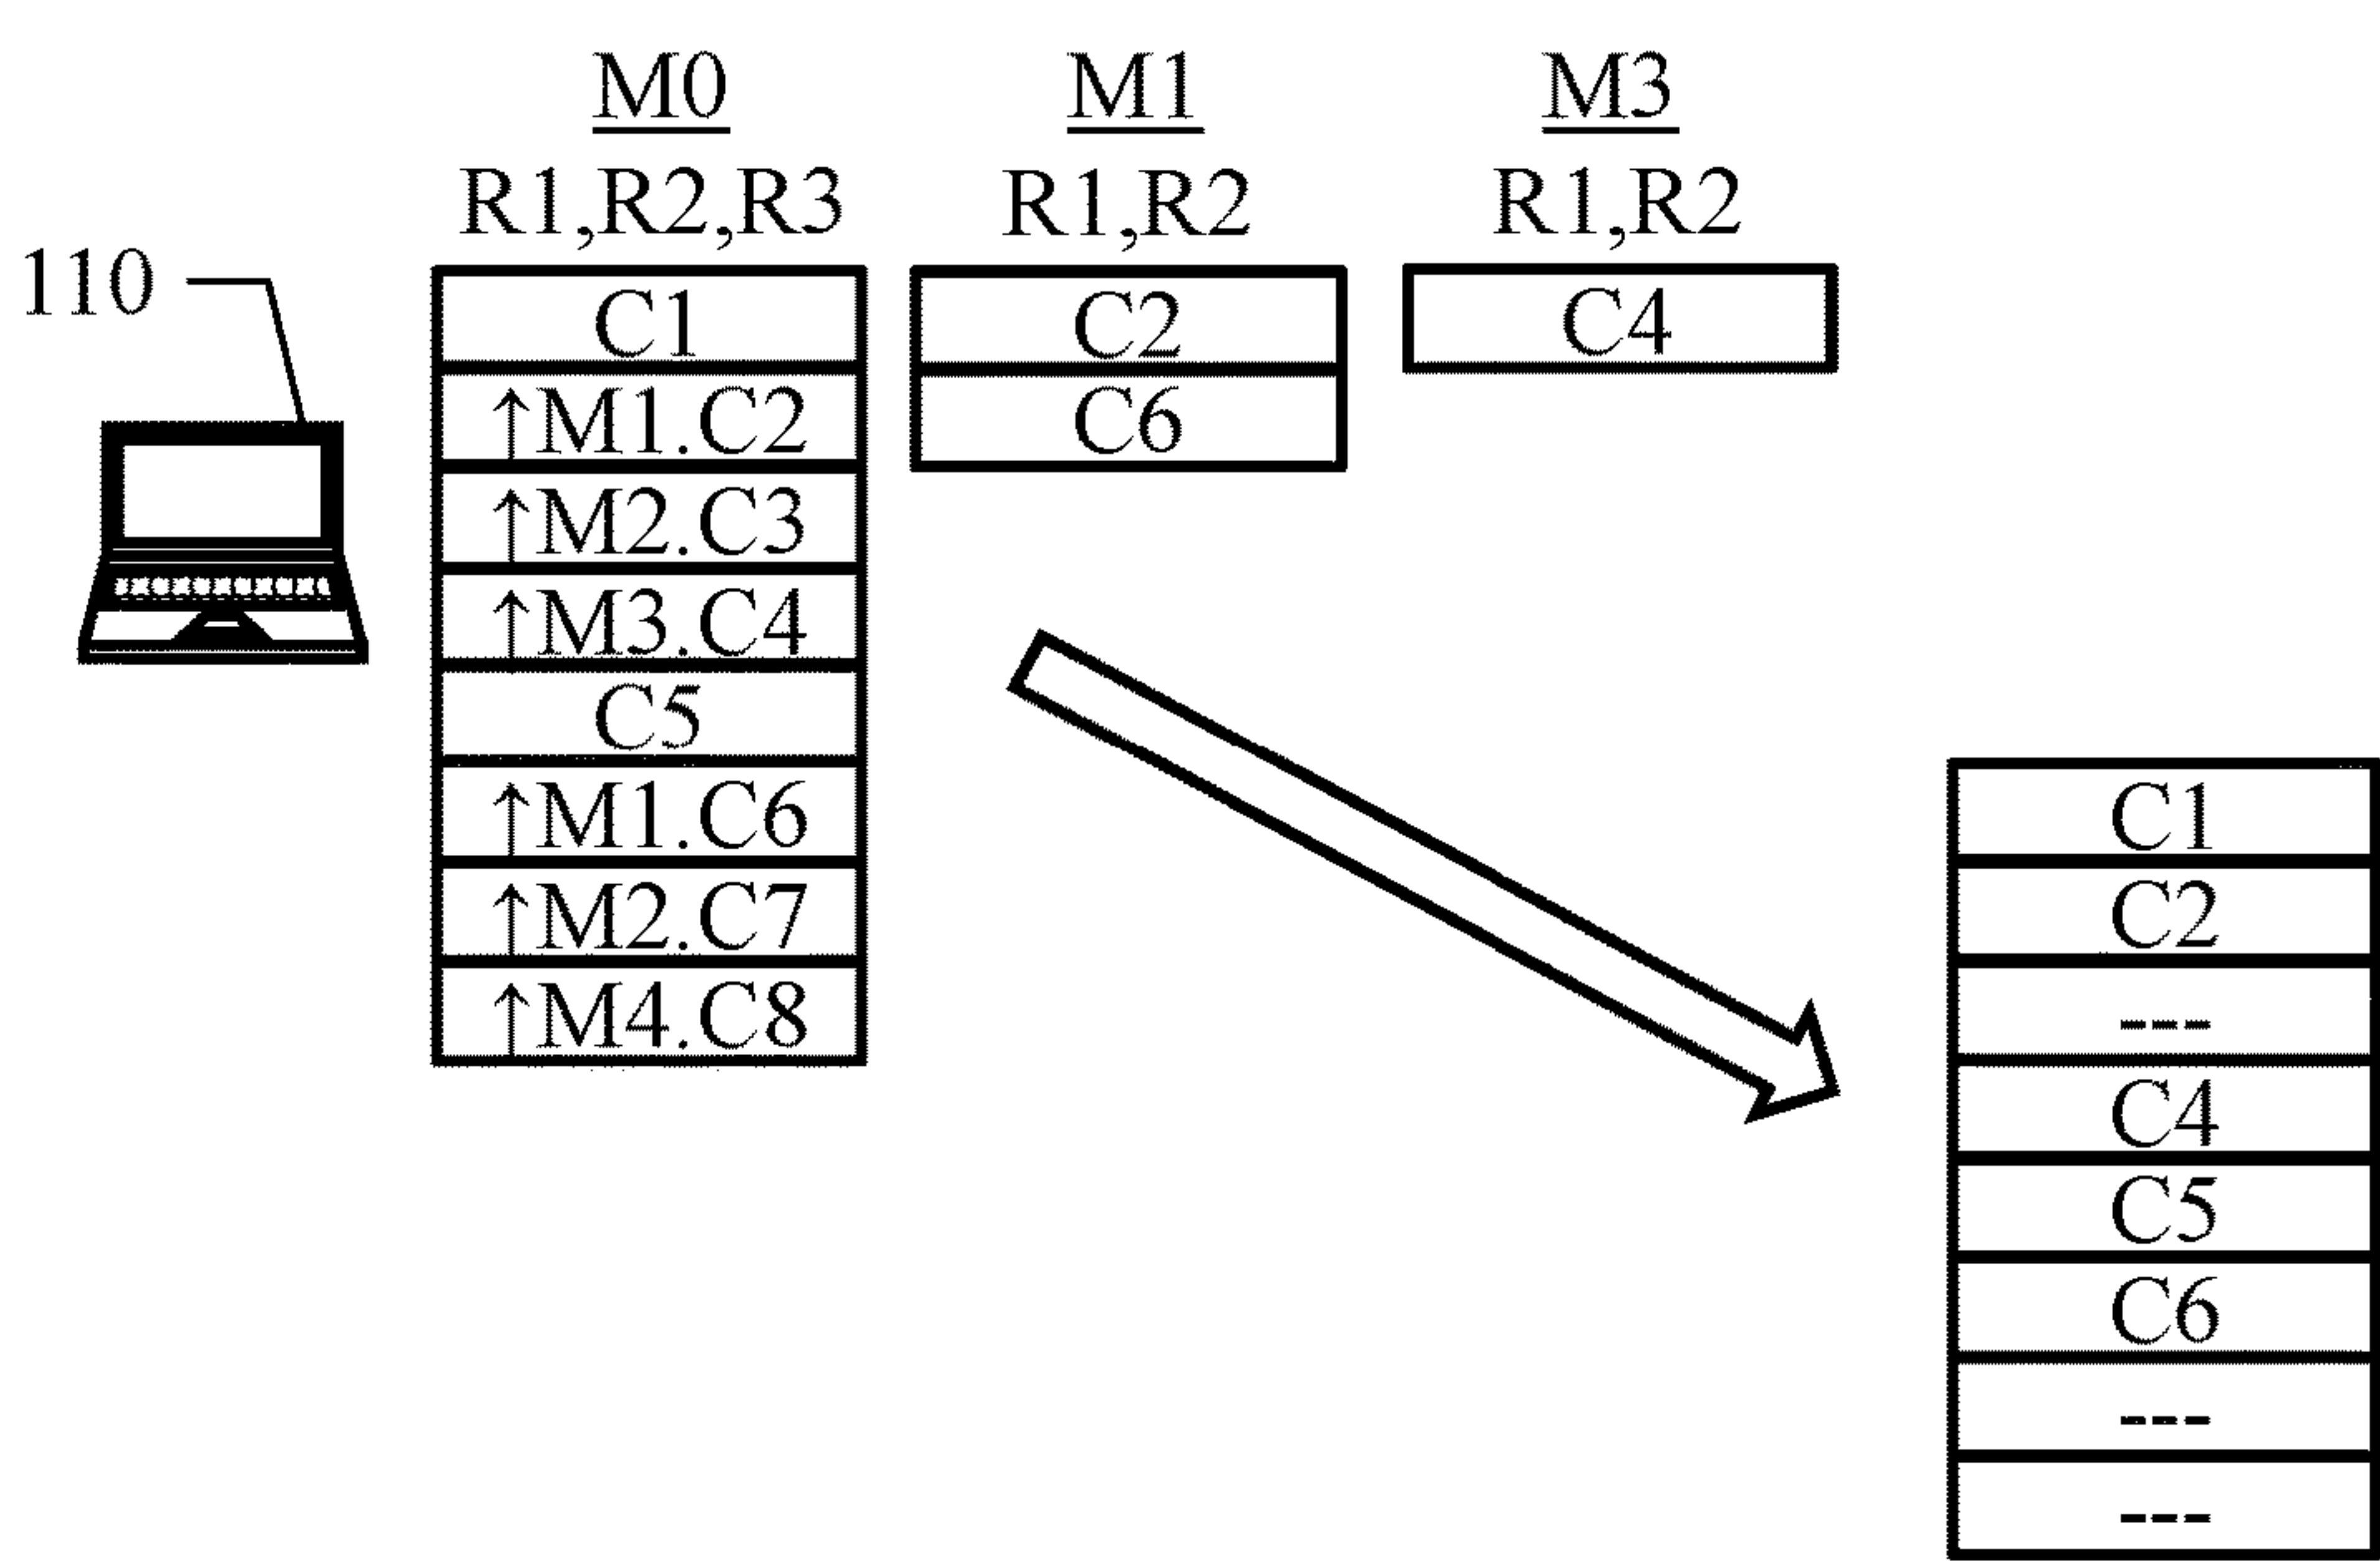 M0
R1,R2,R3
C1
↑M1.C2
↑M2.C3
↑M3.C4
C5
↑M1.C6
↑M2.C7
↑M4.C8
M1
R1,R2
C2
C6
M3
R1,R2
C4
110
C1
C2
---
C4
C5
C6
---
---